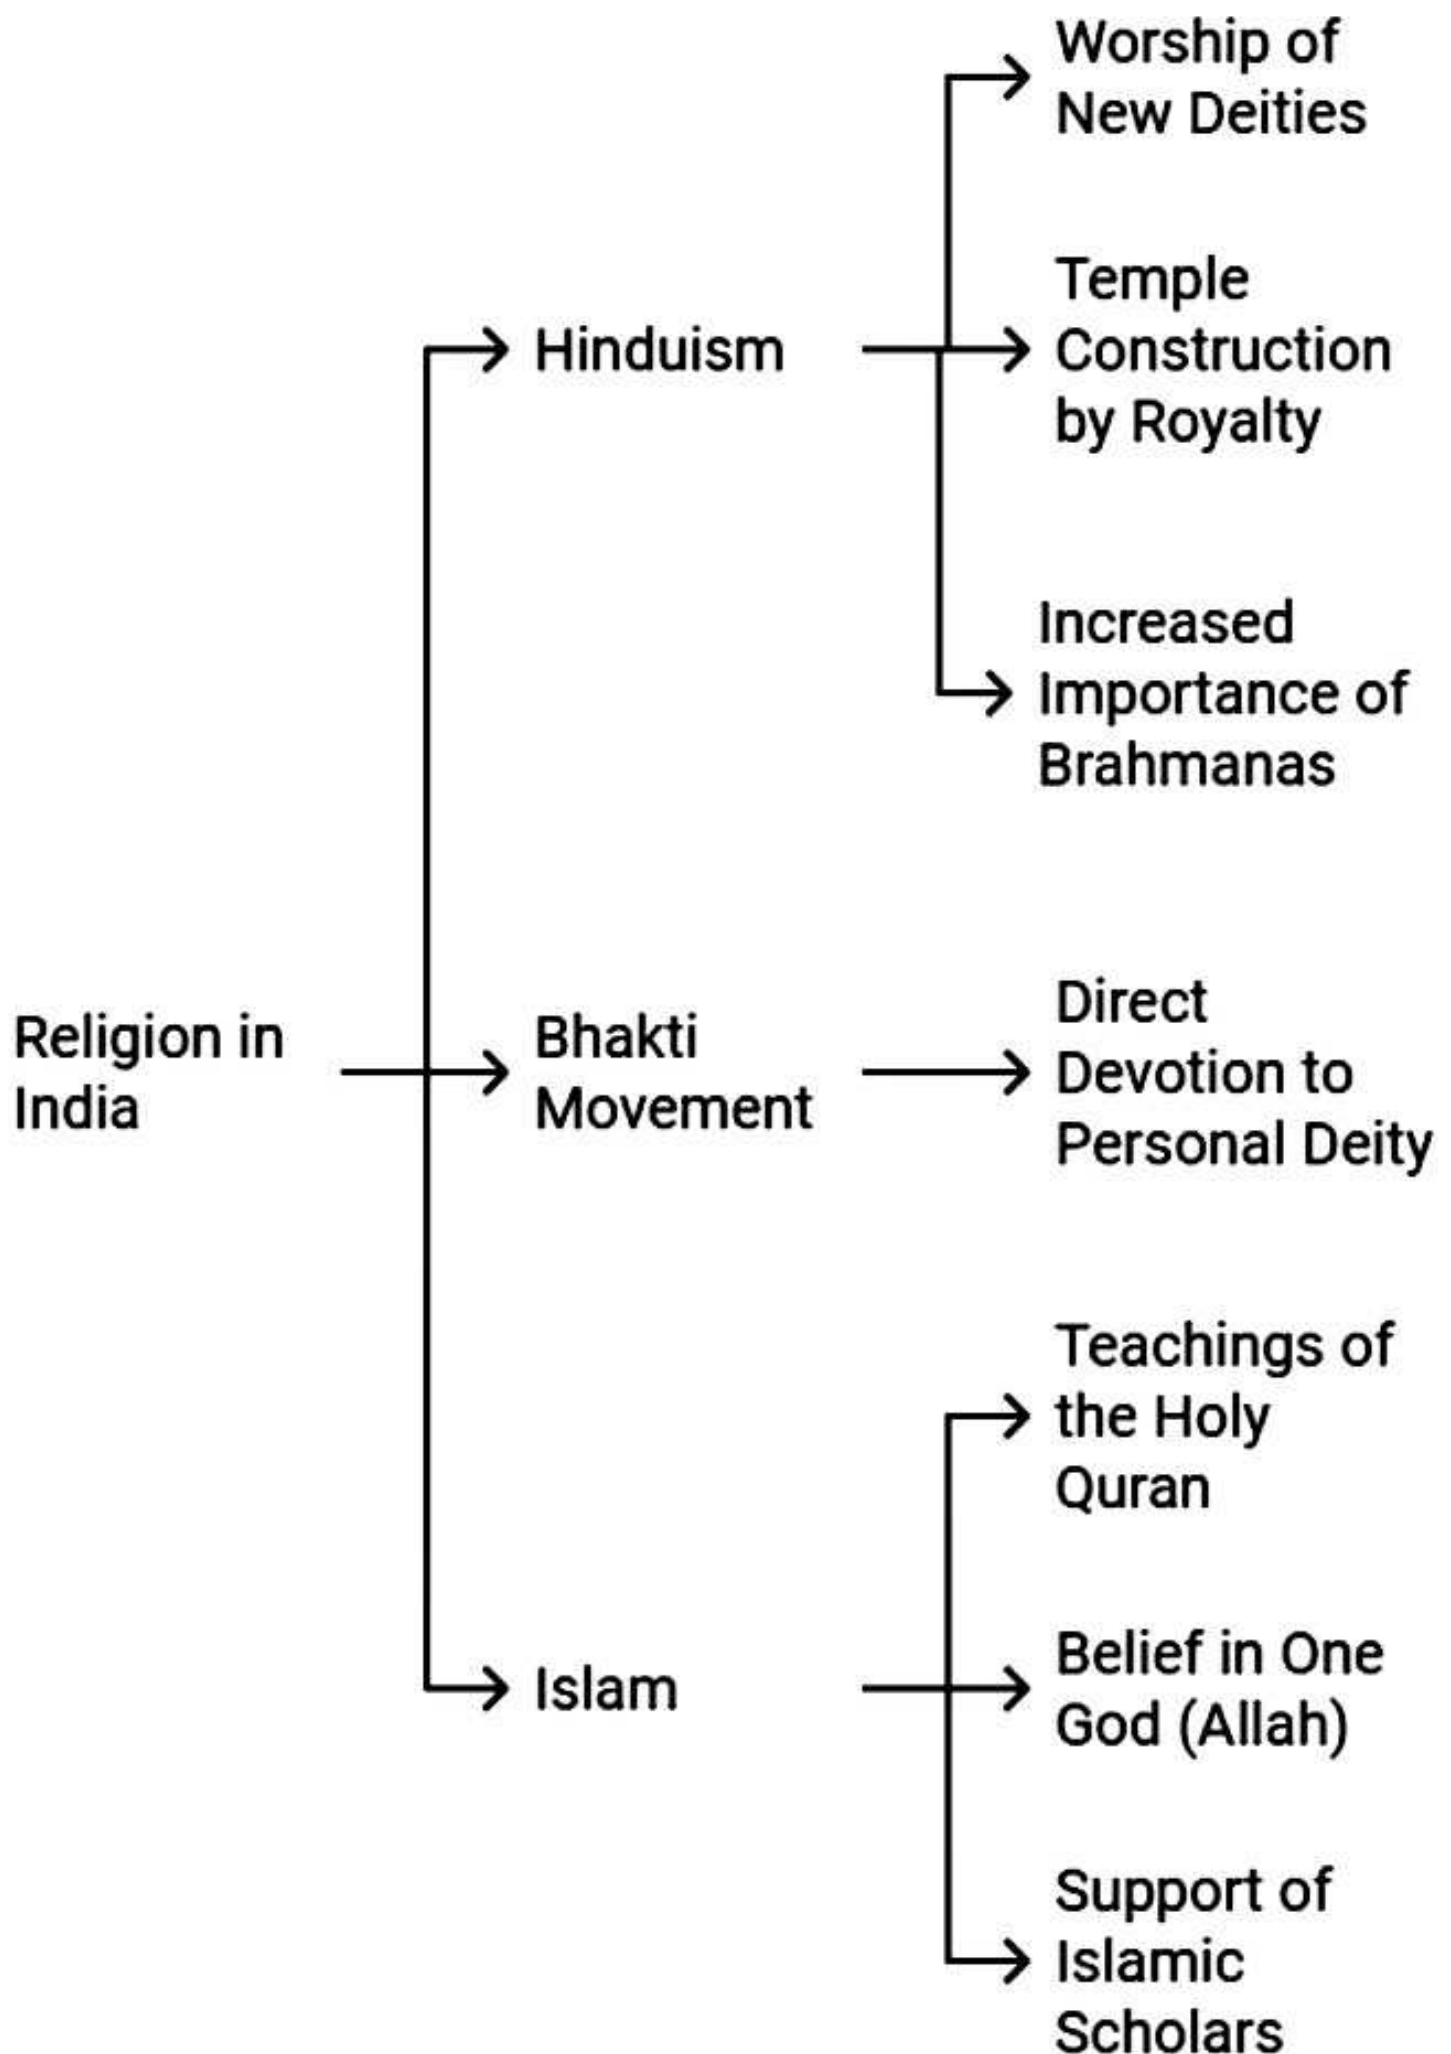 Worship of
New Deities
Temple
Construction
by Royalty
Hinduism
Increased
Importance of
Brahmanas
Religion in
India
Bhakti
Movement
Direct
Devotion to
Personal Deity
Teachings of
the Holy
Quran
Belief in One
God (Allah)
Islam
Support of
Islamic
Scholars